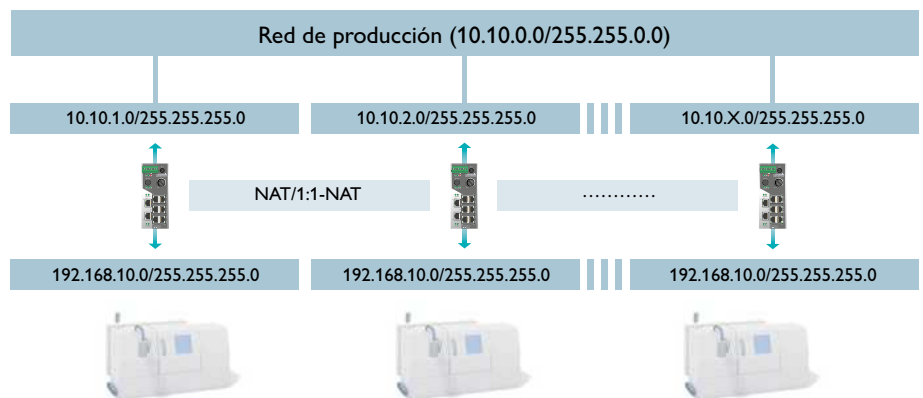 Red de producción (10.10.0.0/255.255.0.0)
10.10.1.0/255.255.255.0
10.10.2.0/255.255.255.0
10.10.X.0/255.255.255.0
NAT/1:1-NAT
............
192.168.10.0/255.255.255.0
192.168.10.0/255.255.255.0
192.168.10.0/255.255.255.0